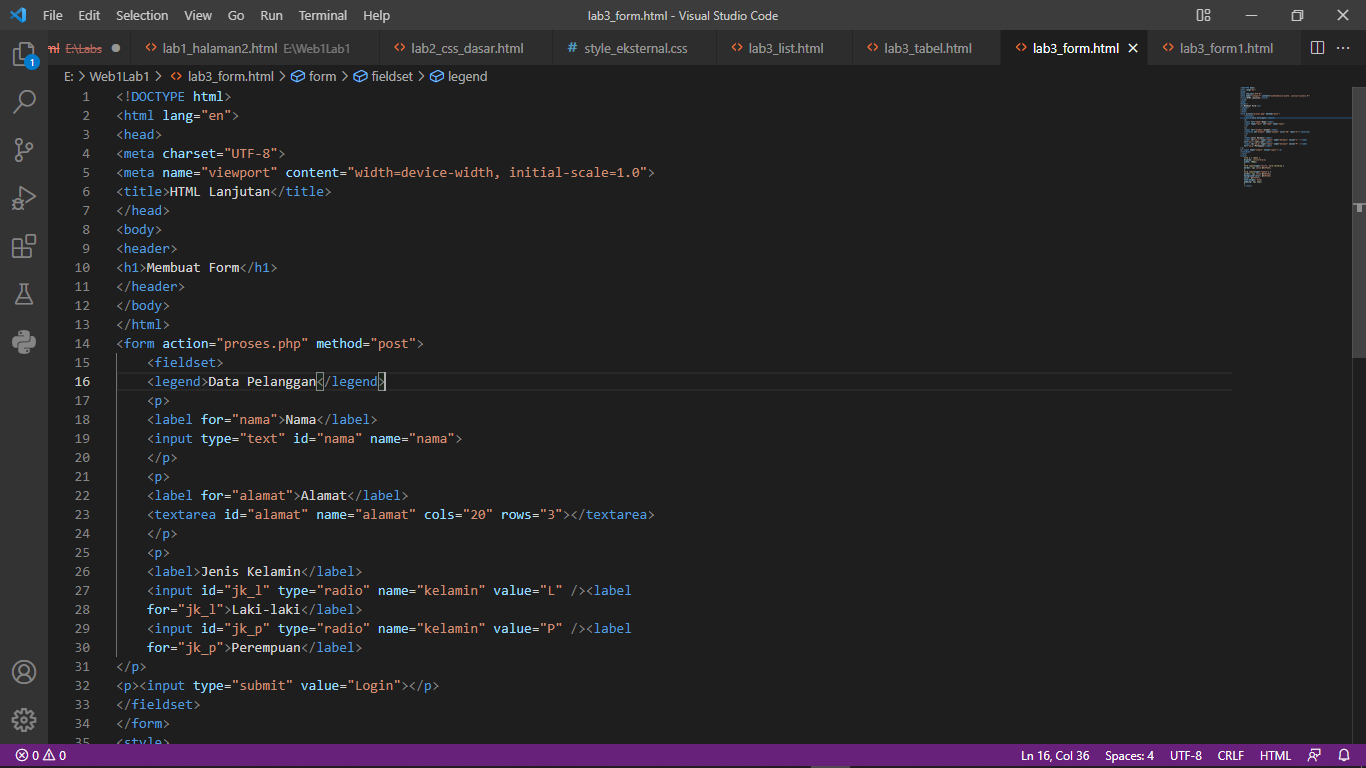 File Edit Selection View Go Run Terminal Help lab3_form.html - Visual Studio Code
ml E:\Labs lab1_halaman2.html E:\Web1Lab1 lab2_css_dasar.html # style_eksternal.css lab3_list.html lab3_tabel.html lab3_form.html lab3_form1.html
1
E: > Web1Lab1 > lab3_form.html > form > fieldset > legend
1 <!DOCTYPE html>
2 <html lang="en">
3 <head>
4 <meta charset="UTF-8">
5 <meta name="viewport" content="width=device-width, initial-scale=1.0">
6 <title>HTML Lanjutan</title>
7 </head>
8 <body>
9 <header>
10 <h1>Membuat Form</h1>
11 </header>
12 </body>
13 </html>
14 <form action="proses.php" method="post">
15 <fieldset>
16 <legend>Data Pelanggan</legend>
17 <p>
18 <label for="nama">Nama</label>
19 <input type="text" id="nama" name="nama">
20 </p>
21 <p>
22 <label for="alamat">Alamat</label>
23 <textarea id="alamat" name="alamat" cols="20" rows="3"></textarea>
24 </p>
25 <p>
26 <label>Jenis Kelamin</label>
27 <input id="jk_l" type="radio" name="kelamin" value="L" /><label
28 for="jk_l">Laki-laki</label>
29 <input id="jk_p" type="radio" name="kelamin" value="P" /><label
30 for="jk_p">Perempuan</label>
31 </p>
32 <p><input type="submit" value="Login"></p>
33 </fieldset>
34 </form>
35 <style>
0 0 Ln 16, Col 36 Spaces: 4 UTF-8 CRLF HTML